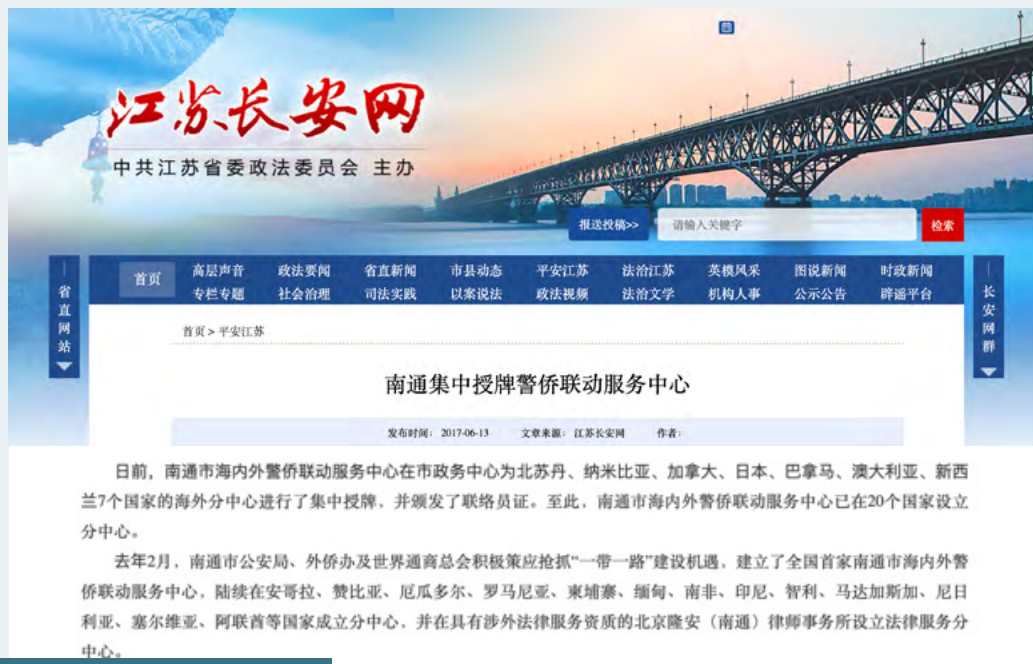 江苏长安网
中共江苏省委政法委员会 主办
报送投稿>> 请输入关键字 检索
省直网站
长安网群
首页 高层声音 政法要闻 省直新闻 市县动态 平安江苏 法治江苏 英模风采 图说新闻 时政新闻
专栏专题 社会治理 司法实践 以案说法 政法视频 法治文学 机构人事 公示公告 辟谣平台
首页 > 平安江苏
南通集中授牌警侨联动服务中心
发布时间: 2017-06-13 文章来源: 江苏长安网 作者:
日前，南通市海内外警侨联动服务中心在市政务中心为北苏丹、纳米比亚、加拿大、日本、巴拿马、澳大利亚、新西
兰7个国家的海外分中心进行了集中授牌，并颁发了联络员证。至此，南通市海内外警侨联动服务中心已在20个国家设立
分中心。
去年2月，南通市公安局、外侨办及世界通商总会积极策应抢抓“一带一路”建设机遇，建立了全国首家南通市海内外警
侨联动服务中心，陆续在安哥拉、赞比亚、厄瓜多尔、罗马尼亚、柬埔寨、缅甸、南非、印尼、智利、马达加斯加、尼日
利亚、塞尔维亚、阿联酋等国家成立分中心，并在具有涉外法律服务资质的北京隆安（南通）律师事务所设立法律服务分
中心。